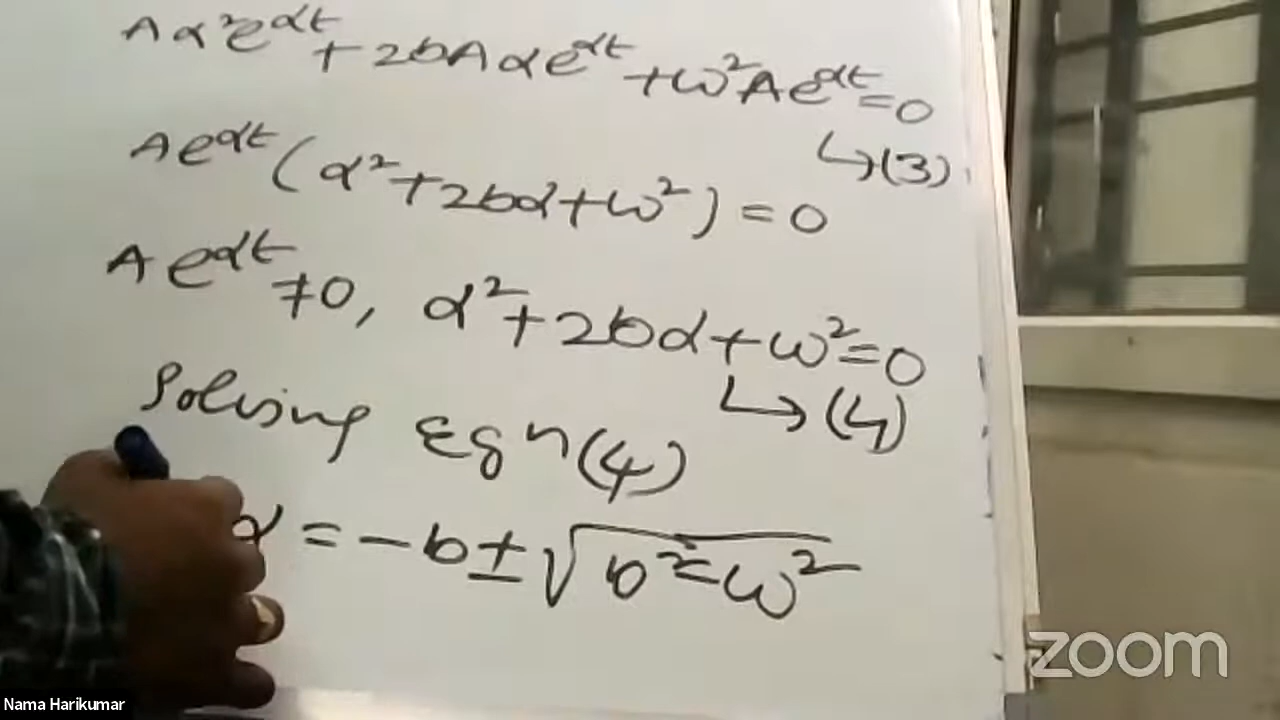 Aα²e^αt + 2bAαe^αt + ω²Ae^αt = 0
↳(3)
Ae^αt (α² + 2bα + ω²) = 0
Ae^αt ≠ 0, α² + 2bα + ω² = 0
↳(4)
Solving Eqn(4)
α = -b ± √b² - ω²
zoom
Nama Harikumar